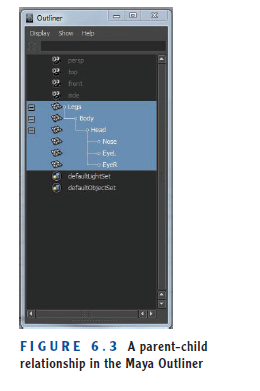 Outliner
Display Show Help
persp
top
front
side
Legs
Body
Head
Nose
EyeL
EyeR
defaultLightSet
defaultObjectSet
FIGURE 6.3 A parent-child
relationship in the Maya Outliner